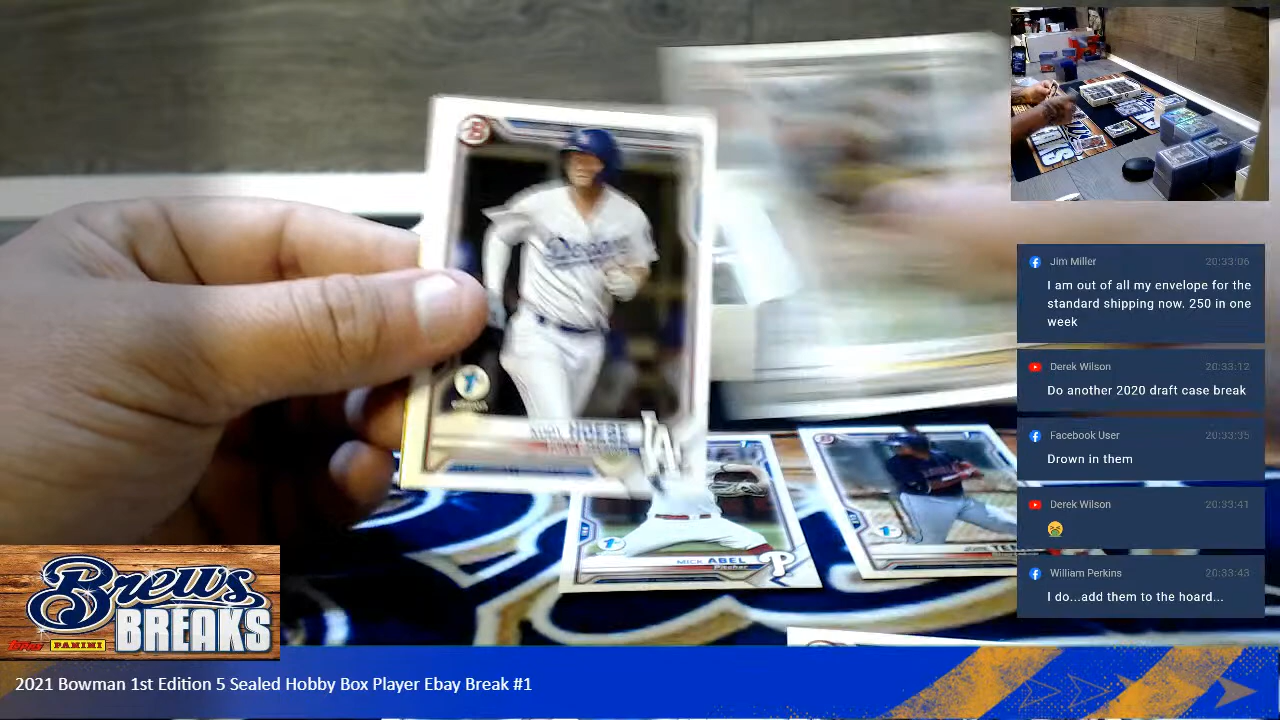 Dodgers
HOESE
LA
MICK ABEL
Pitcher
P
1st
Jim Miller
20:33:06
I am out of all my envelope for the
standard shipping now. 250 in one
week
Derek Wilson
20:33:12
Do another 2020 draft case break
Facebook User
20:33:35
Drown in them
Derek Wilson
20:33:41
William Perkins
20:33:43
I do...add them to the hoard...
Brews
BREAKS
Topps PANINI
2021 Bowman 1st Edition 5 Sealed Hobby Box Player Ebay Break #1